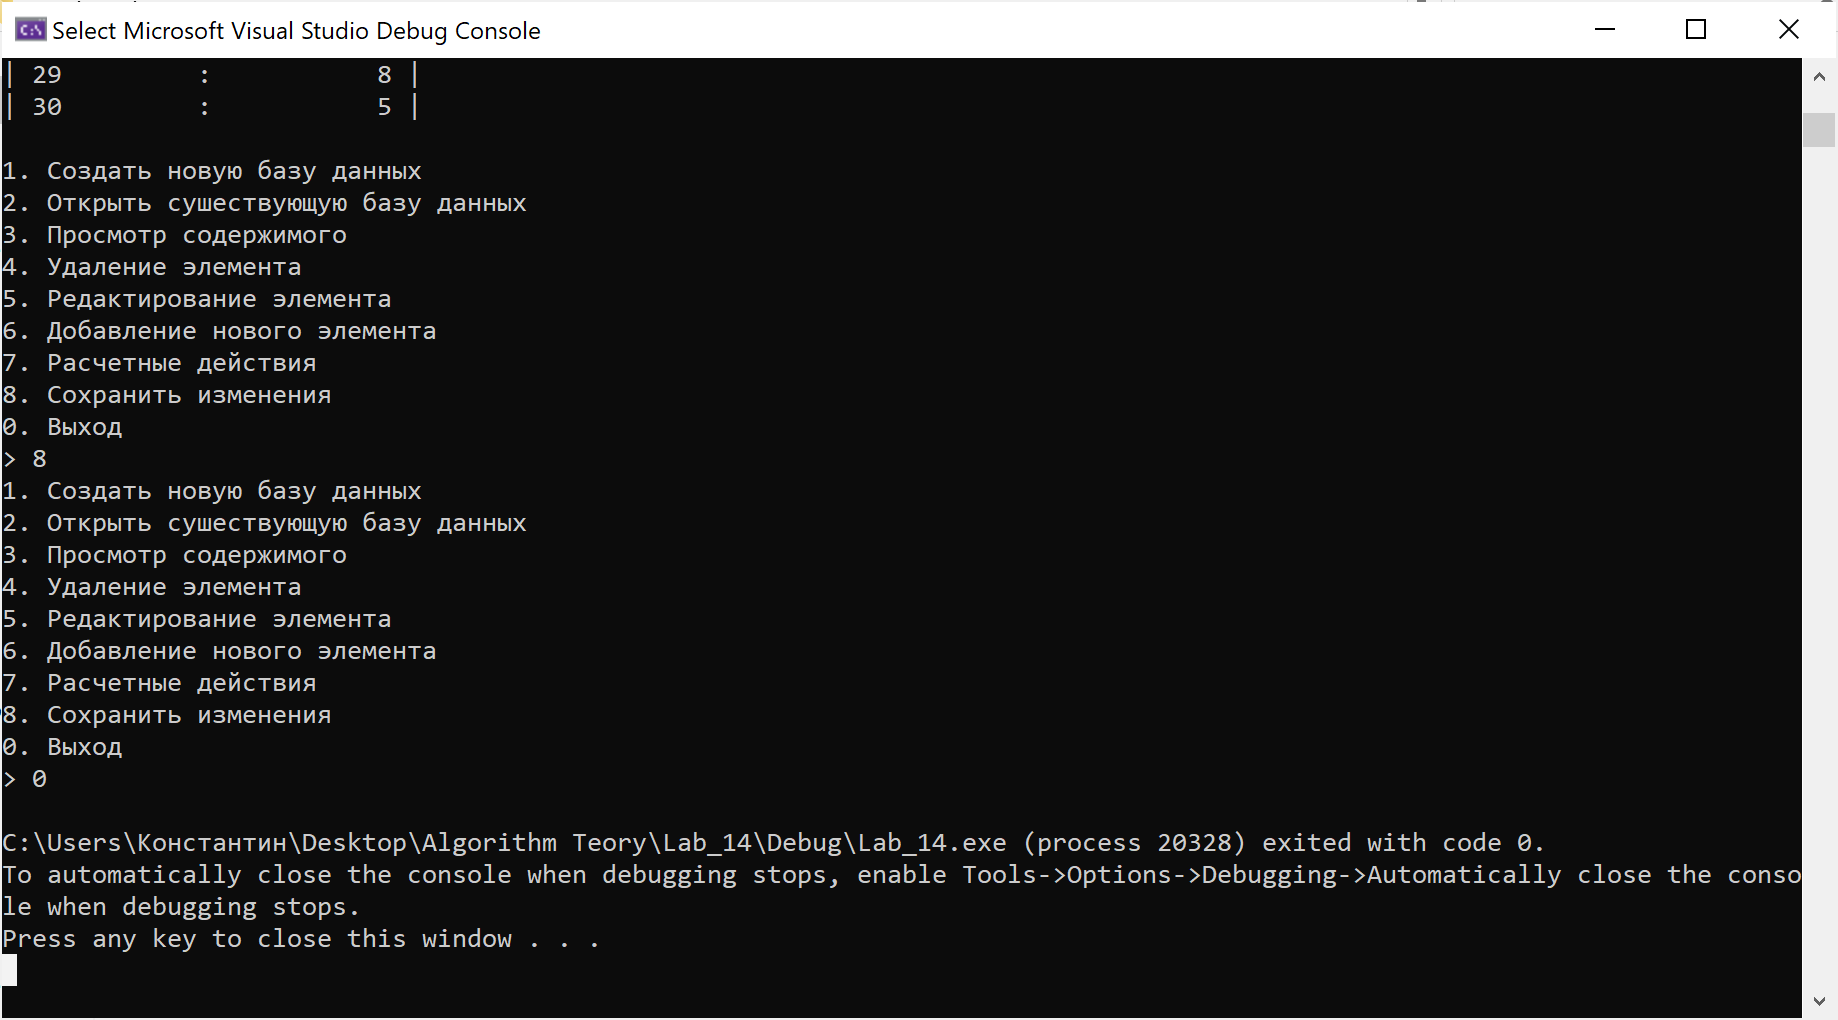 C:\ Select Microsoft Visual Studio Debug Console
| 29 : 8 |
| 30 : 5 |
1. Создать новую базу данных
2. Открыть сушествующую базу данных
3. Просмотр содержимого
4. Удаление элемента
5. Редактирование элемента
6. Добавление нового элемента
7. Расчетные действия
8. Сохранить изменения
0. Выход
> 8
1. Создать новую базу данных
2. Открыть сушествующую базу данных
3. Просмотр содержимого
4. Удаление элемента
5. Редактирование элемента
6. Добавление нового элемента
7. Расчетные действия
8. Сохранить изменения
0. Выход
> 0
C:\Users\Константин\Desktop\Algorithm Teory\Lab_14\Debug\Lab_14.exe (process 20328) exited with code 0.
To automatically close the console when debugging stops, enable Tools->Options->Debugging->Automatically close the conso
le when debugging stops.
Press any key to close this window . . .